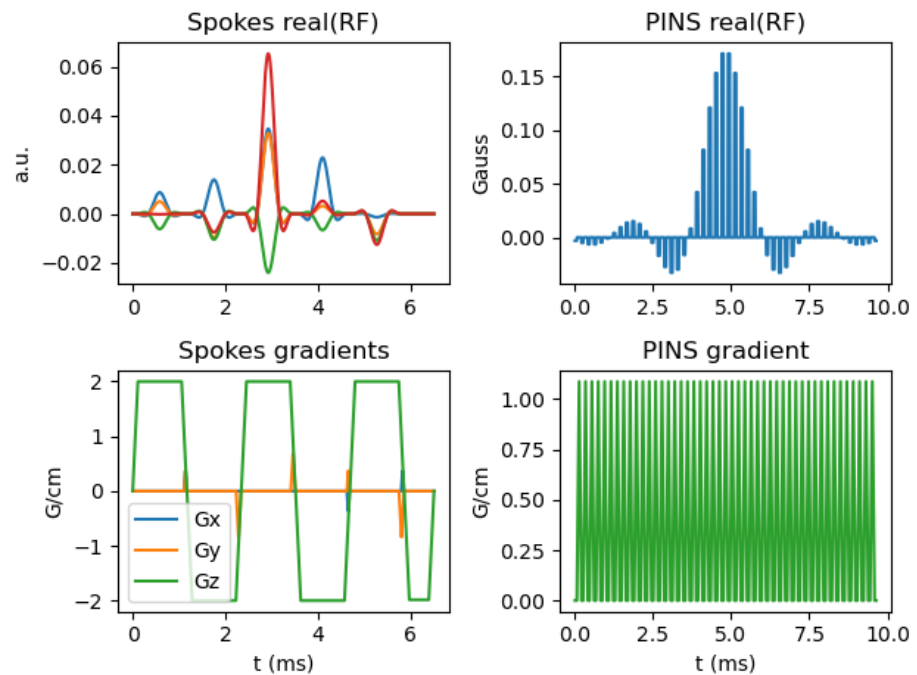 Spokes real(RF)
a.u.
0.06
0.04
0.02
0.00
−0.02
0
2
4
6
PINS real(RF)
Gauss
0.15
0.10
0.05
0.00
0.0
2.5
5.0
7.5
10.0
Spokes gradients
G/cm
2
1
0
−1
−2
Gx
Gy
Gz
0
2
4
6
t (ms)
PINS gradient
G/cm
1.00
0.75
0.50
0.25
0.00
0.0
2.5
5.0
7.5
10.0
t (ms)